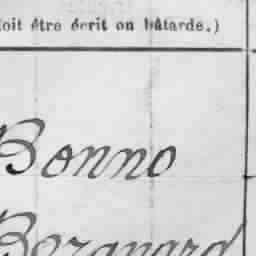 doit être écrit en bâtarde.)
Bonno